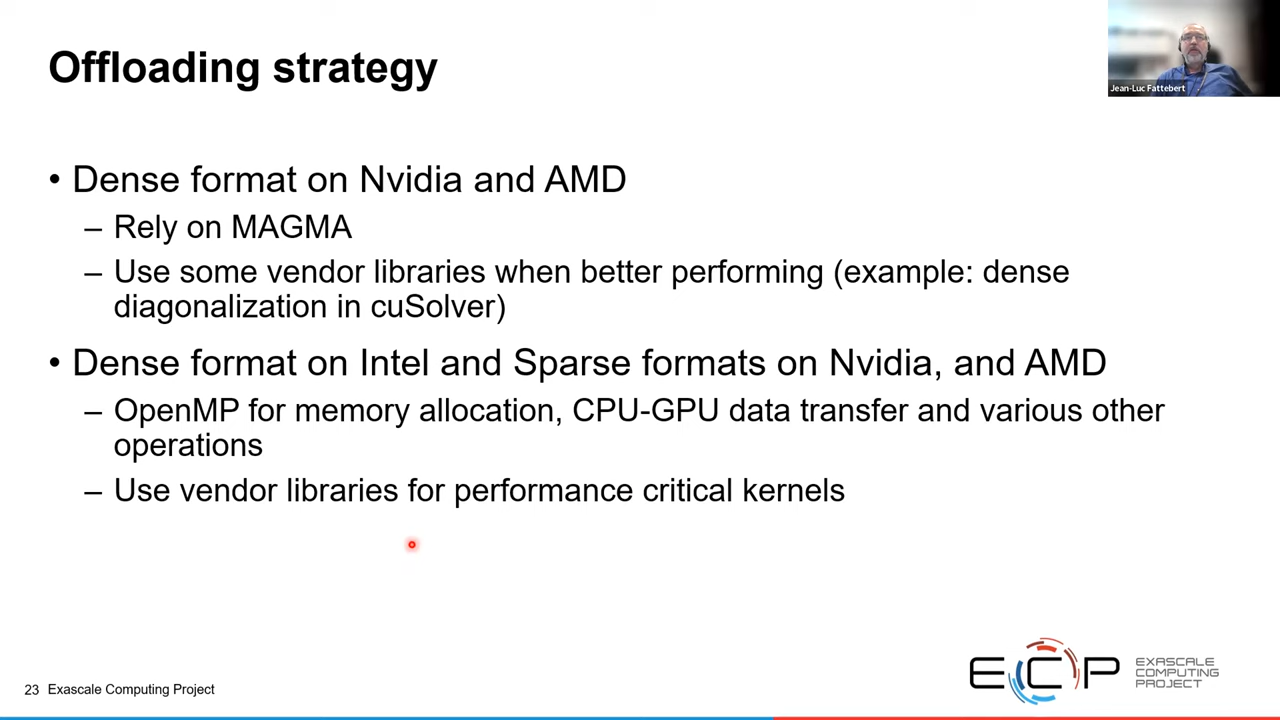 Offloading strategy
Jean-Luc Fattebert
• Dense format on Nvidia and AMD
– Rely on MAGMA
– Use some vendor libraries when better performing (example: dense
diagonalization in cuSolver)
• Dense format on Intel and Sparse formats on Nvidia, and AMD
– OpenMP for memory allocation, CPU-GPU data transfer and various other
operations
– Use vendor libraries for performance critical kernels
23 Exascale Computing Project
ECP
EXASCALE
COMPUTING
PROJECT